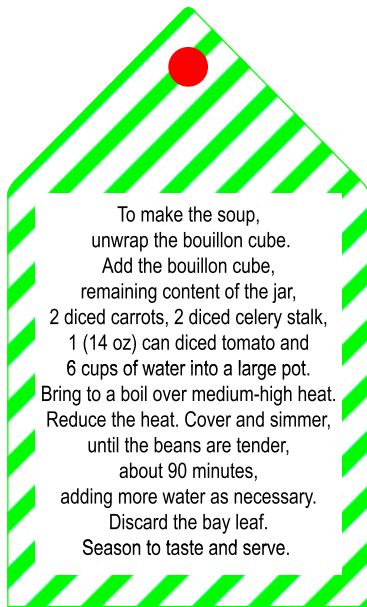 To make the soup,
unwrap the bouillon cube.
Add the bouillon cube,
remaining content of the jar,
2 diced carrots, 2 diced celery stalk,
1 (14 oz) can diced tomato and
6 cups of water into a large pot.
Bring to a boil over medium-high heat.
Reduce the heat. Cover and simmer,
until the beans are tender,
about 90 minutes,
adding more water as necessary.
Discard the bay leaf.
Season to taste and serve.